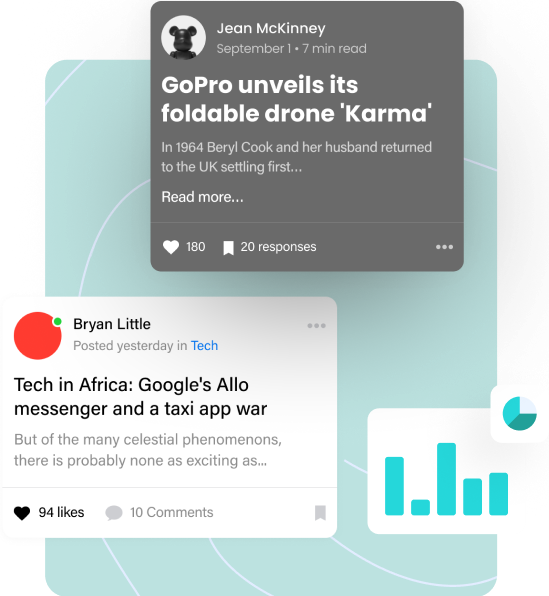 Jean McKinney
September 1 • 7 min read
GoPro unveils its
foldable drone 'Karma'
In 1964 Beryl Cook and her husband returned
to the UK settling first...
Read more...
180
20 responses
Bryan Little
Posted yesterday in Tech
Tech in Africa: Google's Allo
messenger and a taxi app war
But of the many celestial phenomenons,
there is probably none as exciting as...
94 likes
10 Comments